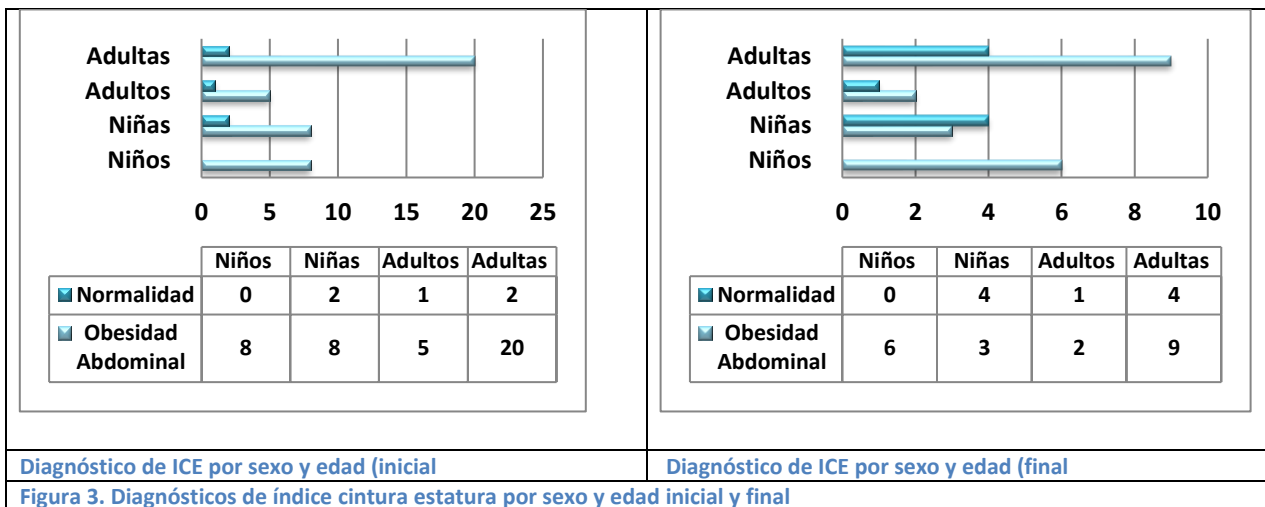 Adultas
Adultos
Niñas
Niños
0 5 10 15 20 25
Niños Niñas Adultos Adultas
Normalidad 0 2 1 2
Obesidad
Abdominal 8 8 5 20
Adultas
Adultos
Niñas
Niños
0 2 4 6 8 10
Niños Niñas Adultos Adultas
Normalidad 0 4 1 4
Obesidad
Abdominal 6 3 2 9
Diagnóstico de ICE por sexo y edad (inicial
Diagnóstico de ICE por sexo y edad (final
Figura 3. Diagnósticos de índice cintura estatura por sexo y edad inicial y final